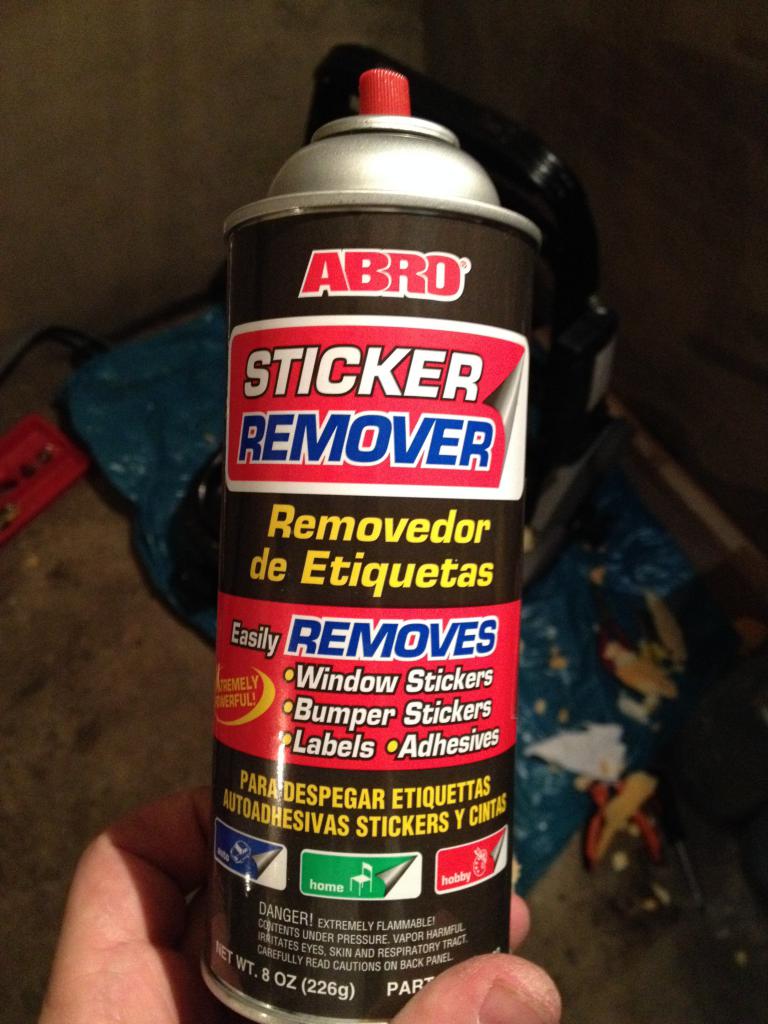 ABRO®
STICKER
REMOVER
Removedor
de Etiquetas
Easily REMOVES
•Window Stickers
•Bumper Stickers
•Labels •Adhesives
PARA DESPEGAR ETIQUETTAS
AUTOADHESIVAS STICKERS Y CINTAS
auto
home
hobby
DANGER! EXTREMELY FLAMMABLE!
CONTENTS UNDER PRESSURE. VAPOR HARMFUL.
IRRITATES EYES, SKIN AND RESPIRATORY TRACT.
CAREFULLY READ CAUTIONS ON BACK PANEL.
NET WT. 8 OZ (226g) PART